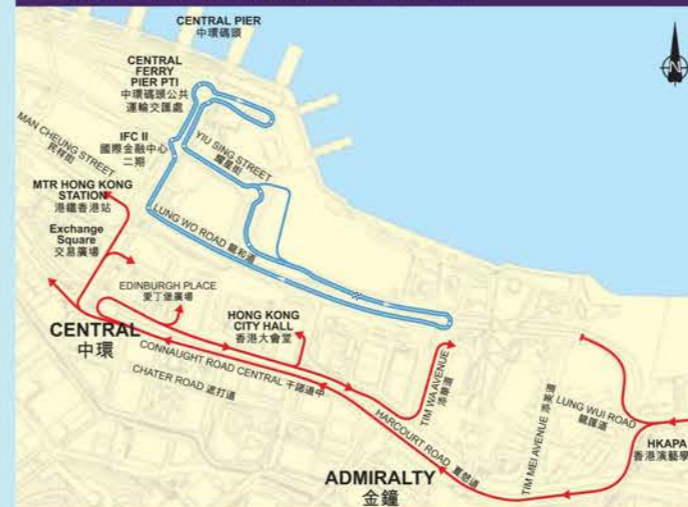 CENTRAL PIER
中環碼頭
CENTRAL
FERRY
PIER PTI
中環碼頭公共
運輸交匯處
N
MAN CHEUNG STREET
民祥街
IFC II
國際金融中心
二期
YIU SING STREET
耀星街
MTR HONG KONG
STATION
港鐵香港站
LUNG WO ROAD 龍和道
Exchange
Square
交易廣場
EDINBURGH PLACE
愛丁堡廣場
HONG KONG
CITY HALL
香港大會堂
CENTRAL
中環
CONNAUGHT ROAD CENTRAL 干諾道中
CHATER ROAD 遮打道
TIM WA AVENUE
添華道
HARCOURT ROAD 夏慤道
TIM MEI AVENUE 添美道
LUNG WUI ROAD
龍匯道
HKAPA
香港演藝學
ADMIRALTY
金鐘